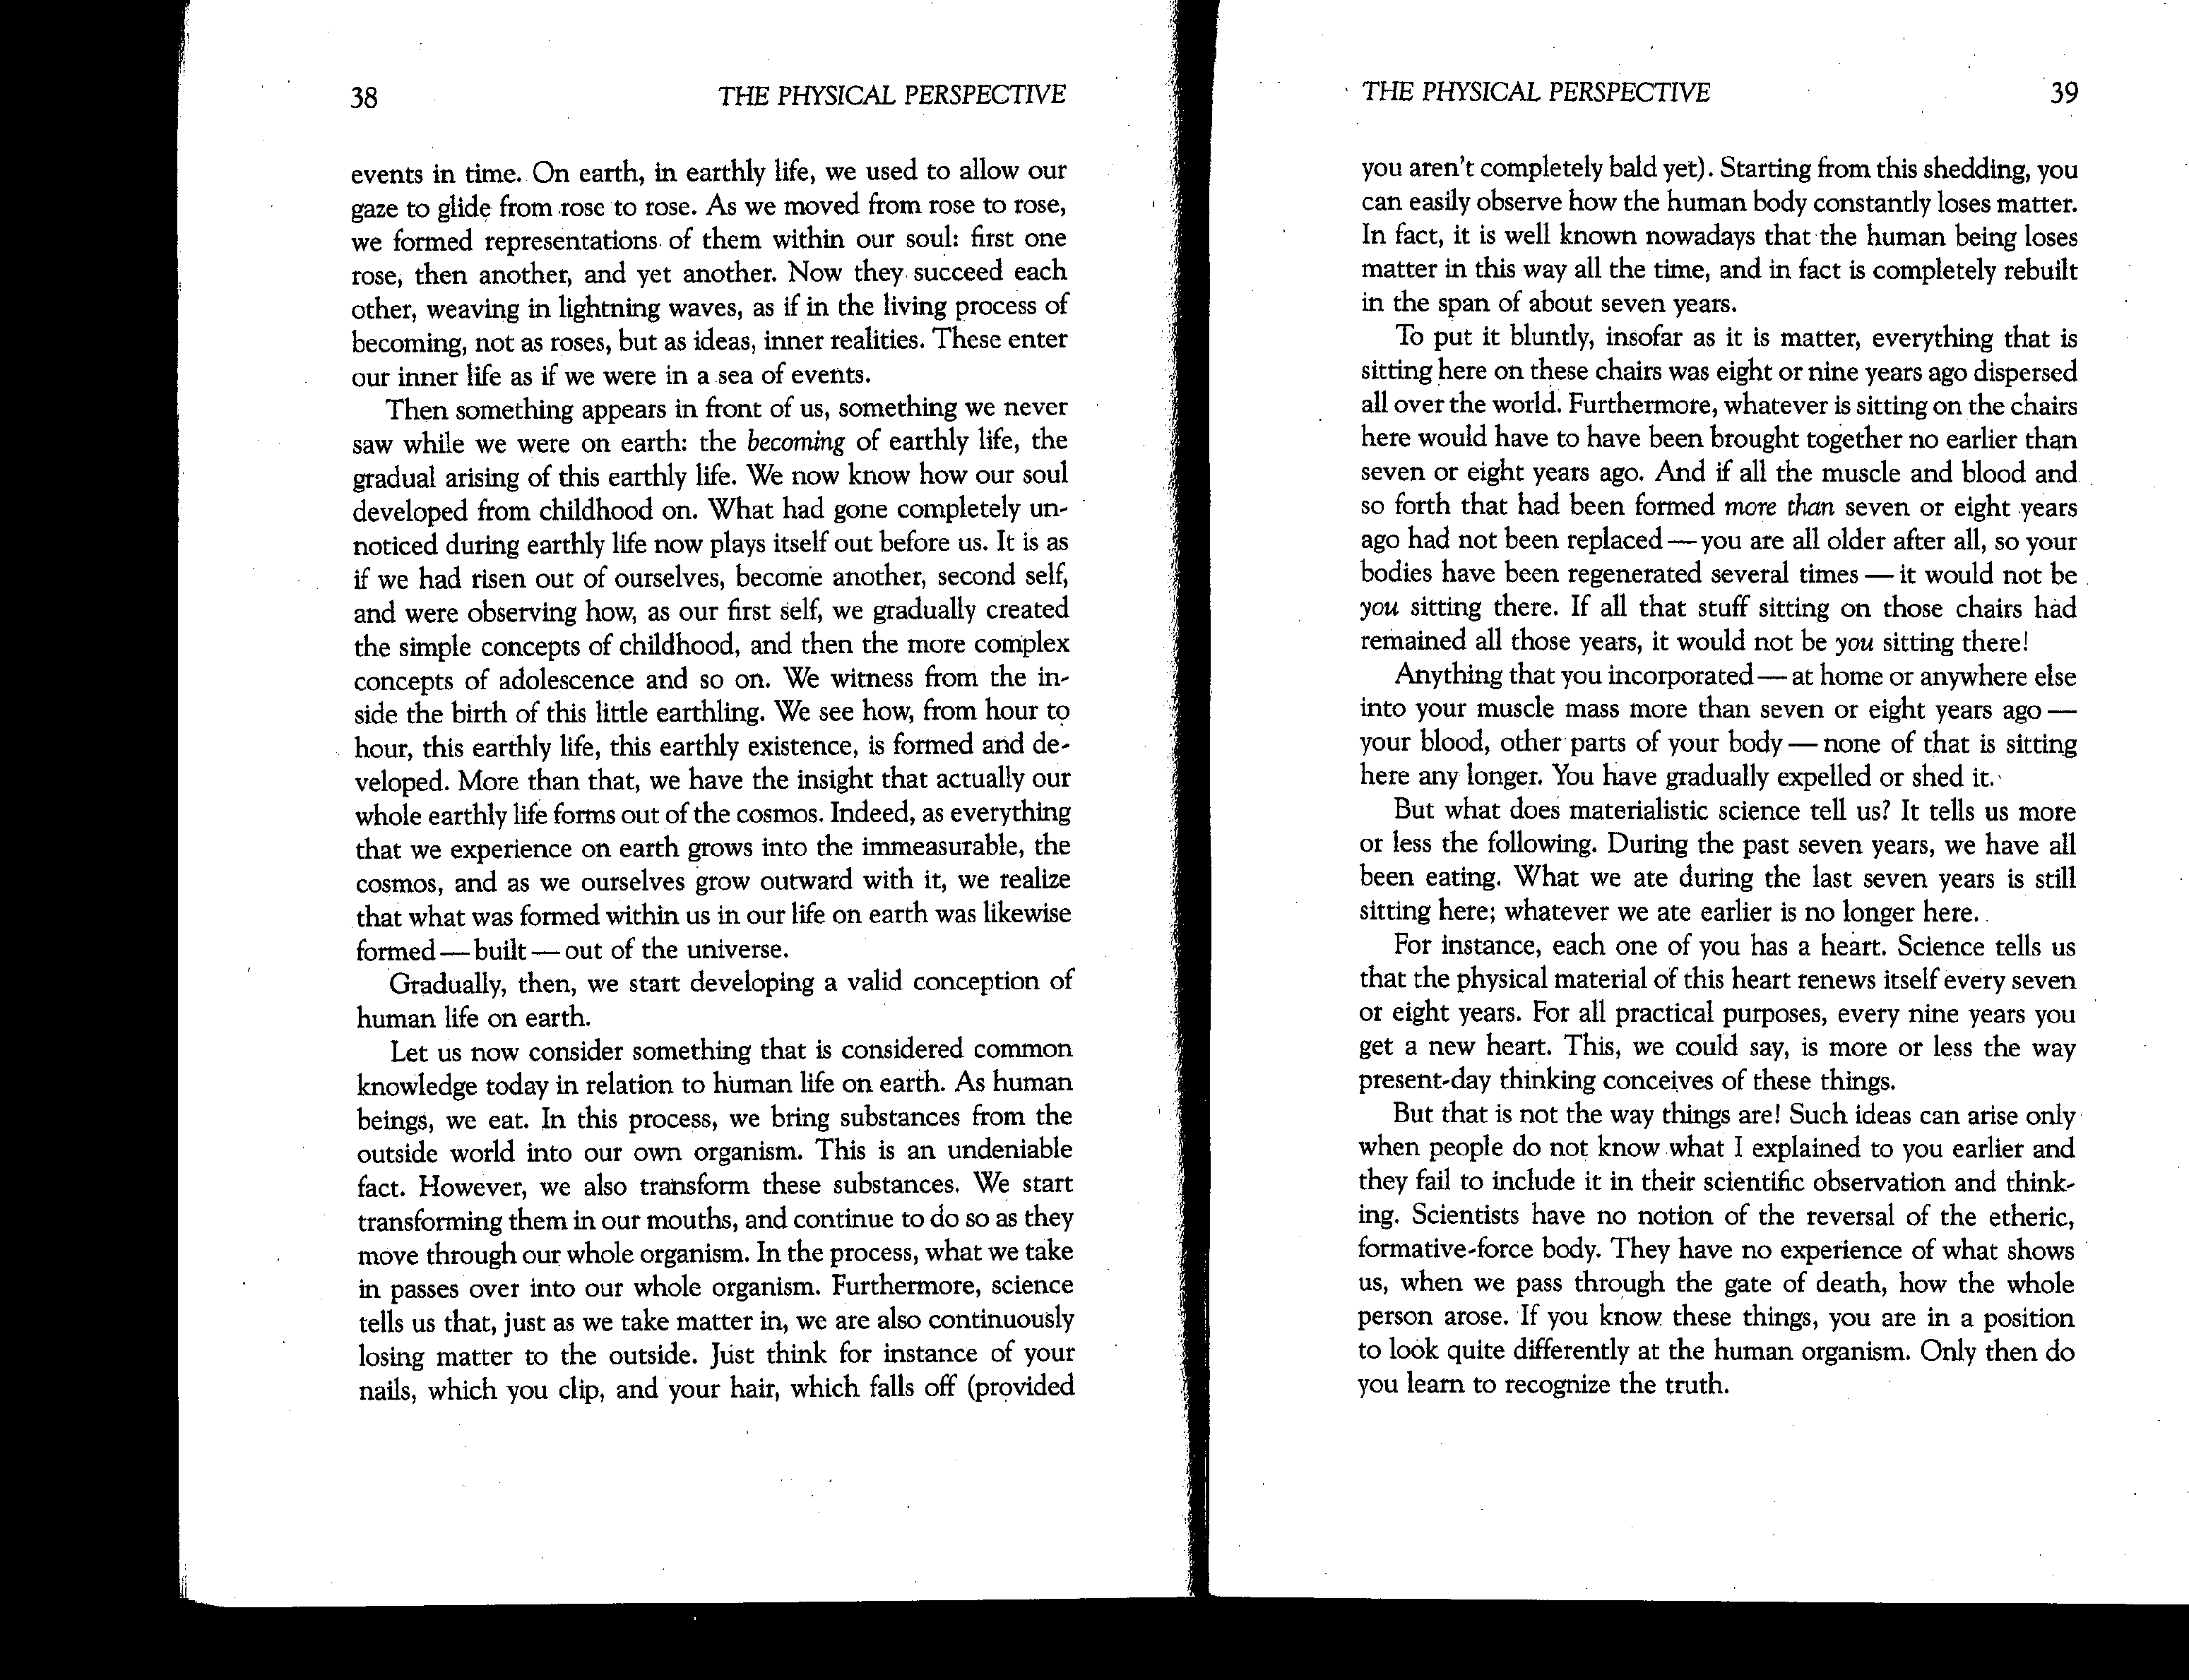 38 THE PHYSICAL PERSPECTIVE
events in time. On earth, in earthly life, we used to allow our
gaze to glide from rose to rose. As we moved from rose to rose,
we formed representations of them within our soul: first one
rose, then another, and yet another. Now they succeed each
other, weaving in lightning waves, as if in the living process of
becoming, not as roses, but as ideas, inner realities. These enter
our inner life as if we were in a sea of events.
Then something appears in front of us, something we never
saw while we were on earth: the becoming of earthly life, the
gradual arising of this earthly life. We now know how our soul
developed from childhood on. What had gone completely un-
noticed during earthly life now plays itself out before us. It is as
if we had risen out of ourselves, become another, second self,
and were observing how, as our first self, we gradually created
the simple concepts of childhood, and then the more complex
concepts of adolescence and so on. We witness from the in-
side the birth of this little earthling. We see how, from hour to
hour, this earthly life, this earthly existence, is formed and de-
veloped. More than that, we have the insight that actually our
whole earthly life forms out of the cosmos. Indeed, as everything
that we experience on earth grows into the immeasurable, the
cosmos, and as we ourselves grow outward with it, we realize
that what was formed within us in our life on earth was likewise
formed — built — out of the universe.
Gradually, then, we start developing a valid conception of
human life on earth.
Let us now consider something that is considered common
knowledge today in relation to human life on earth. As human
beings, we eat. In this process, we bring substances from the
outside world into our own organism. This is an undeniable
fact. However, we also transform these substances. We start
transforming them in our mouths, and continue to do so as they
move through our whole organism. In the process, what we take
in passes over into our whole organism. Furthermore, science
tells us that, just as we take matter in, we are also continuously
losing matter to the outside. Just think for instance of your
nails, which you clip, and your hair, which falls off (provided
THE PHYSICAL PERSPECTIVE 39
you aren't completely bald yet). Starting from this shedding, you
can easily observe how the human body constantly loses matter.
In fact, it is well known nowadays that the human being loses
matter in this way all the time, and in fact is completely rebuilt
in the span of about seven years.
To put it bluntly, insofar as it is matter, everything that is
sitting here on these chairs was eight or nine years ago dispersed
all over the world. Furthermore, whatever is sitting on the chairs
here would have to have been brought together no earlier than
seven or eight years ago. And if all the muscle and blood and
so forth that had been formed more than seven or eight years
ago had not been replaced — you are all older after all, so your
bodies have been regenerated several times — it would not be
you sitting there. If all that stuff sitting on those chairs had
remained all those years, it would not be you sitting there!
Anything that you incorporated — at home or anywhere else
into your muscle mass more than seven or eight years ago —
your blood, other parts of your body — none of that is sitting
here any longer. You have gradually expelled or shed it.
But what does materialistic science tell us? It tells us more
or less the following. During the past seven years, we have all
been eating. What we ate during the last seven years is still
sitting here; whatever we ate earlier is no longer here.
For instance, each one of you has a heart. Science tells us
that the physical material of this heart renews itself every seven
or eight years. For all practical purposes, every nine years you
get a new heart. This, we could say, is more or less the way
present-day thinking conceives of these things.
But that is not the way things are! Such ideas can arise only
when people do not know what I explained to you earlier and
they fail to include it in their scientific observation and think-
ing. Scientists have no notion of the reversal of the etheric,
formative-force body. They have no experience of what shows
us, when we pass through the gate of death, how the whole
person arose. If you know these things, you are in a position
to look quite differently at the human organism. Only then do
you learn to recognize the truth.